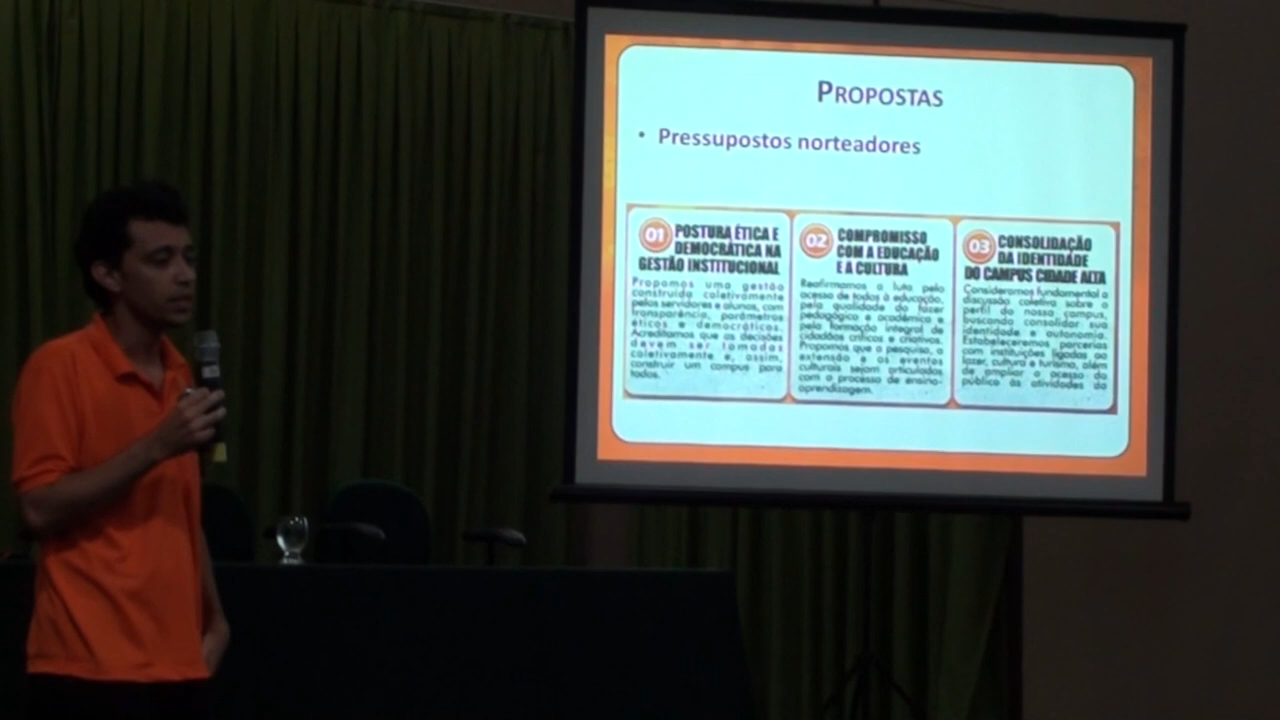 PROPOSTAS
• Pressupostos norteadores
01 POSTURA ÉTICA E
DEMOCRÁTICA NA
GESTÃO INSTITUCIONAL
Propomos uma gestão
construída coletivamente
pelos servidores e alunos, com
transparência, parâmetros
éticos e democráticos.
Acreditamos que as decisões
devem ser tomadas
coletivamente e, assim,
construir um campus para
todos.
02 COMPROMISSO
COM A EDUCAÇÃO
E A CULTURA
Reafirmamos a luta pelo
acesso de todos à educação,
pela qualidade do fazer
pedagógico e acadêmico e
pela formação integral de
cidadãos críticos e criativos.
Propomos que a pesquisa, a
extensão e os eventos
culturais sejam articulados
com o processo de ensino-
aprendizagem.
03 CONSOLIDAÇÃO
DA IDENTIDADE
DO CAMPUS CIDADE ALTA
Consideramos fundamental a
discussão coletiva sobre o
perfil do nosso campus,
buscando consolidar sua
identidade e autonomia.
Estabeleceremos parcerias
com instituições ligadas ao
lazer, cultura e turismo, além
de ampliar o acesso do
público às atividades do